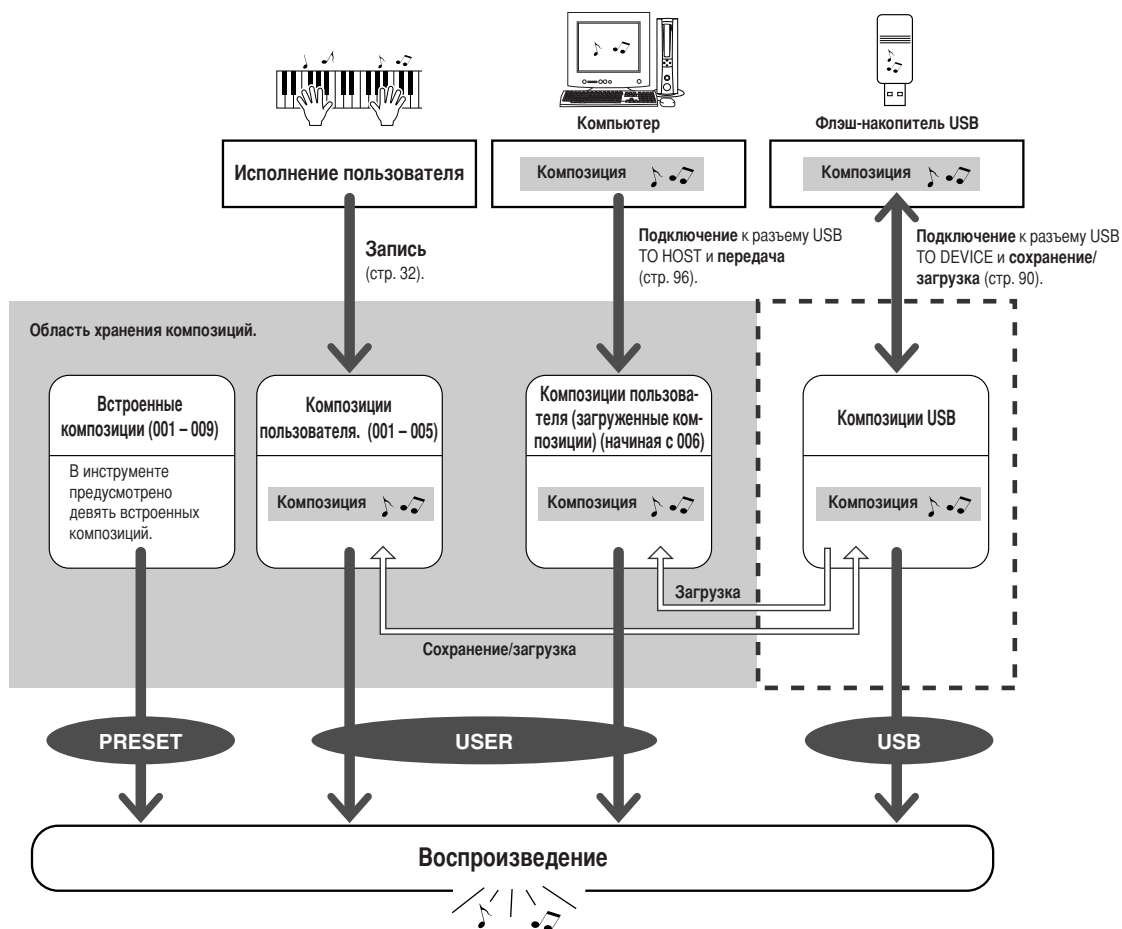 Компьютер
Флэш-накопитель USB
Исполнение пользователя
Композиция
Композиция
Запись
(стр. 32).
Подключение к разъему USB
TO HOST и передача
(стр. 96).
Подключение к разъему USB
TO DEVICE и сохранение/
загрузка (стр. 90).
Область хранения композиций.
Встроенные
композиции (001 – 009)
В инструменте
предусмотрено
девять встроенных
композиций.
Композиции
пользователя. (001 – 005)
Композиция
Композиции пользова-
теля (загруженные ком-
позиции) (начиная с 006)
Композиция
Композиции USB
Композиция
Загрузка
Сохранение/загрузка
PRESET
USER
USB
Воспроизведение